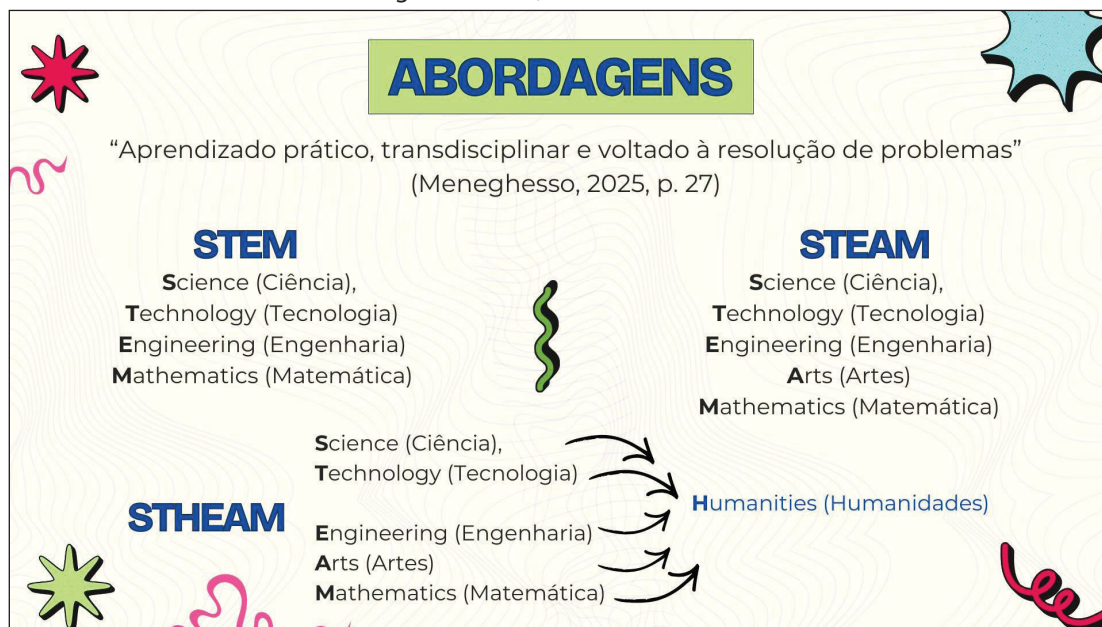 ABORDAGENS
“Aprendizado prático, transdisciplinar e voltado à resolução de problemas”
(Meneghesso, 2025, p. 27)
STEM
Science (Ciência),
Technology (Tecnologia)
Engineering (Engenharia)
Mathematics (Matemática)
STEAM
Science (Ciência),
Technology (Tecnologia)
Engineering (Engenharia)
Arts (Artes)
Mathematics (Matemática)
STHEAM
Science (Ciência),
Technology (Tecnologia)
Humanities (Humanidades)
Engineering (Engenharia)
Arts (Artes)
Mathematics (Matemática)